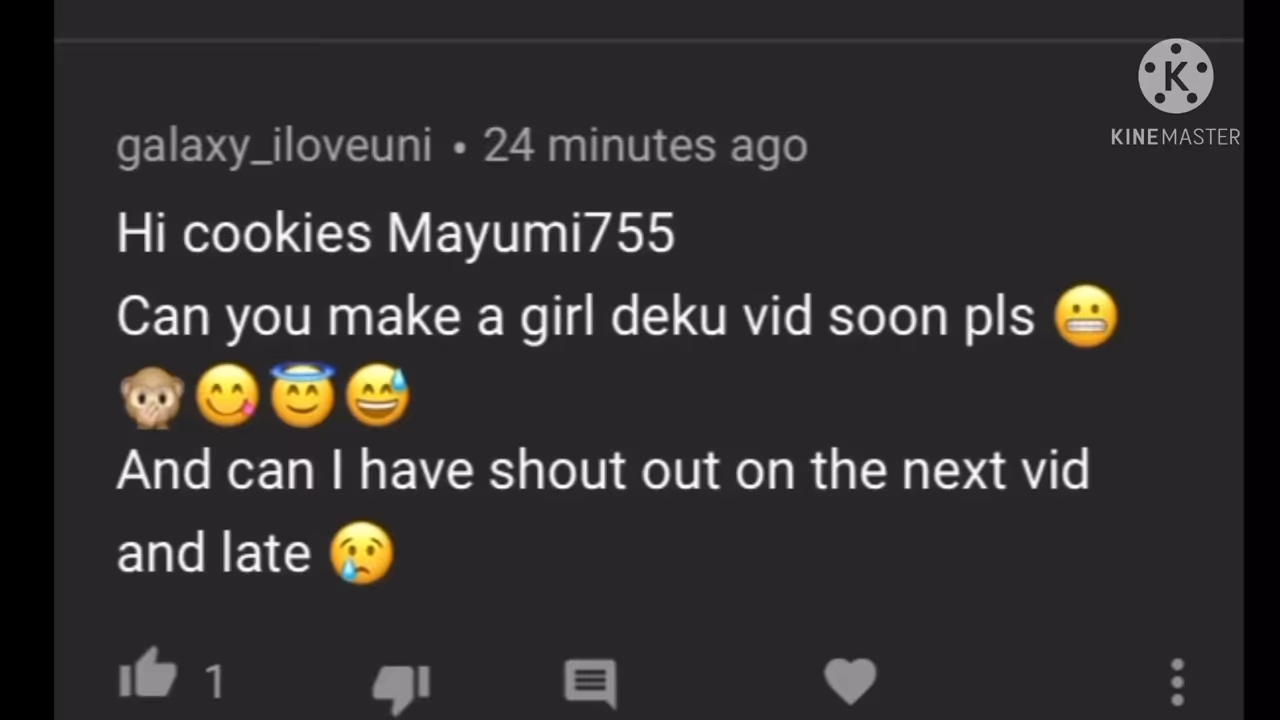 galaxy_iloveuni • 24 minutes ago
KINEMASTER
Hi cookies Mayumi755
Can you make a girl deku vid soon pls 😬
🙊😋😇😅
And can I have shout out on the next vid
and late 😢
1